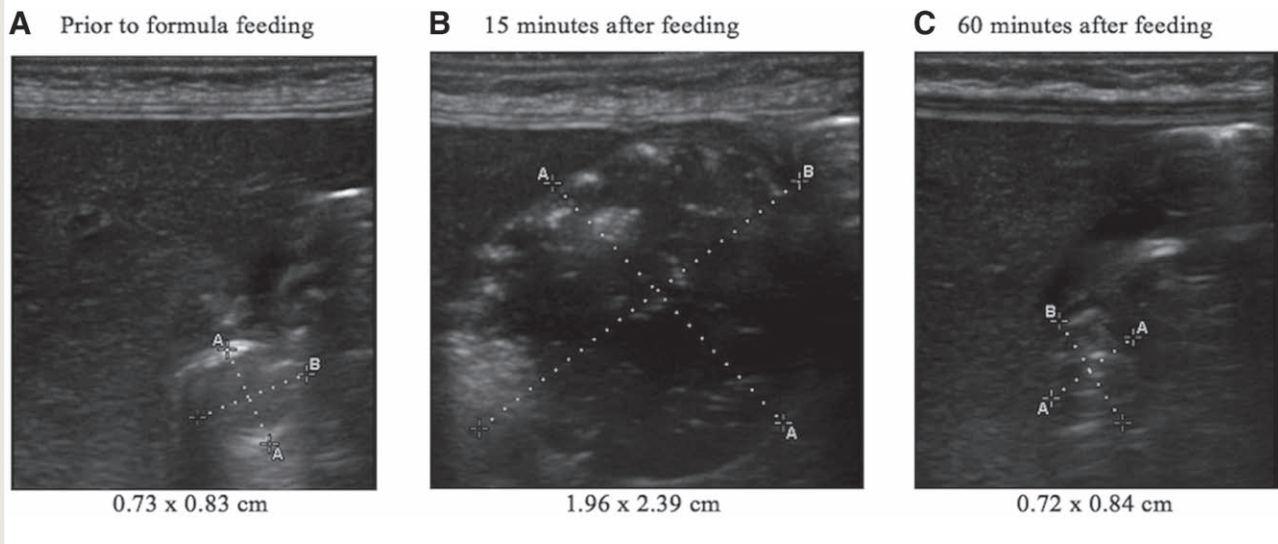 A Prior to formula feeding
B 15 minutes after feeding
C 60 minutes after feeding
A
B
A
A
B
A
B
A
A
0.73 x 0.83 cm
1.96 x 2.39 cm
0.72 x 0.84 cm